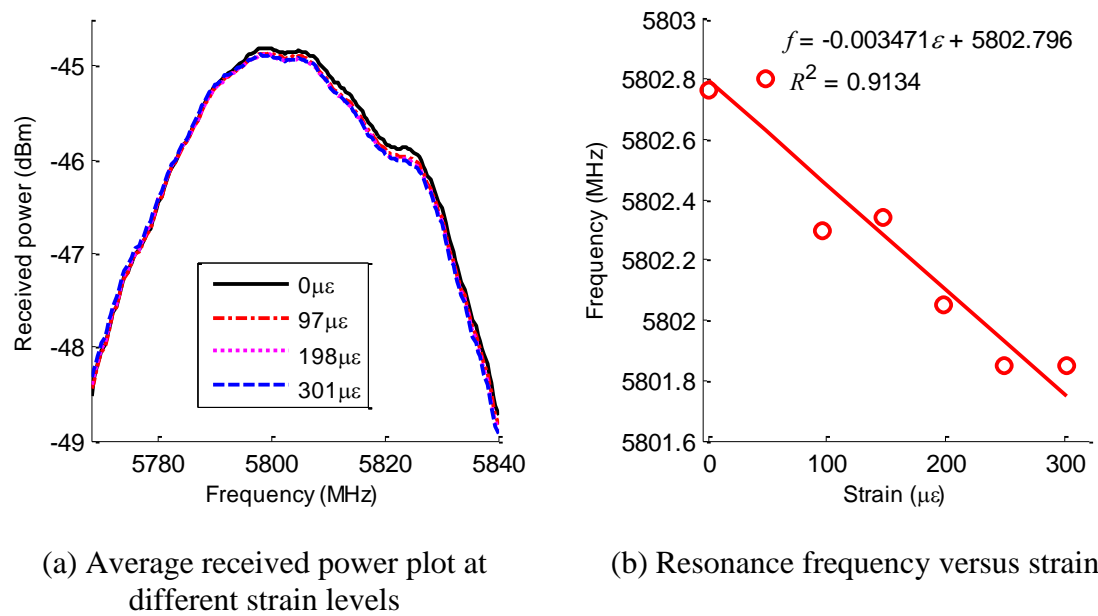 -45
-46
-47
-48
-49
5780
5800
5820
5840
Received power (dBm)
Frequency (MHz)
0με
97με
198με
301με
5803
5802.8
5802.6
5802.4
5802.2
5802
5801.8
5801.6
0
100
200
300
Frequency (MHz)
Strain (με)
f = -0.003471ε + 5802.796
R² = 0.9134
(a) Average received power plot at
different strain levels
(b) Resonance frequency versus strain